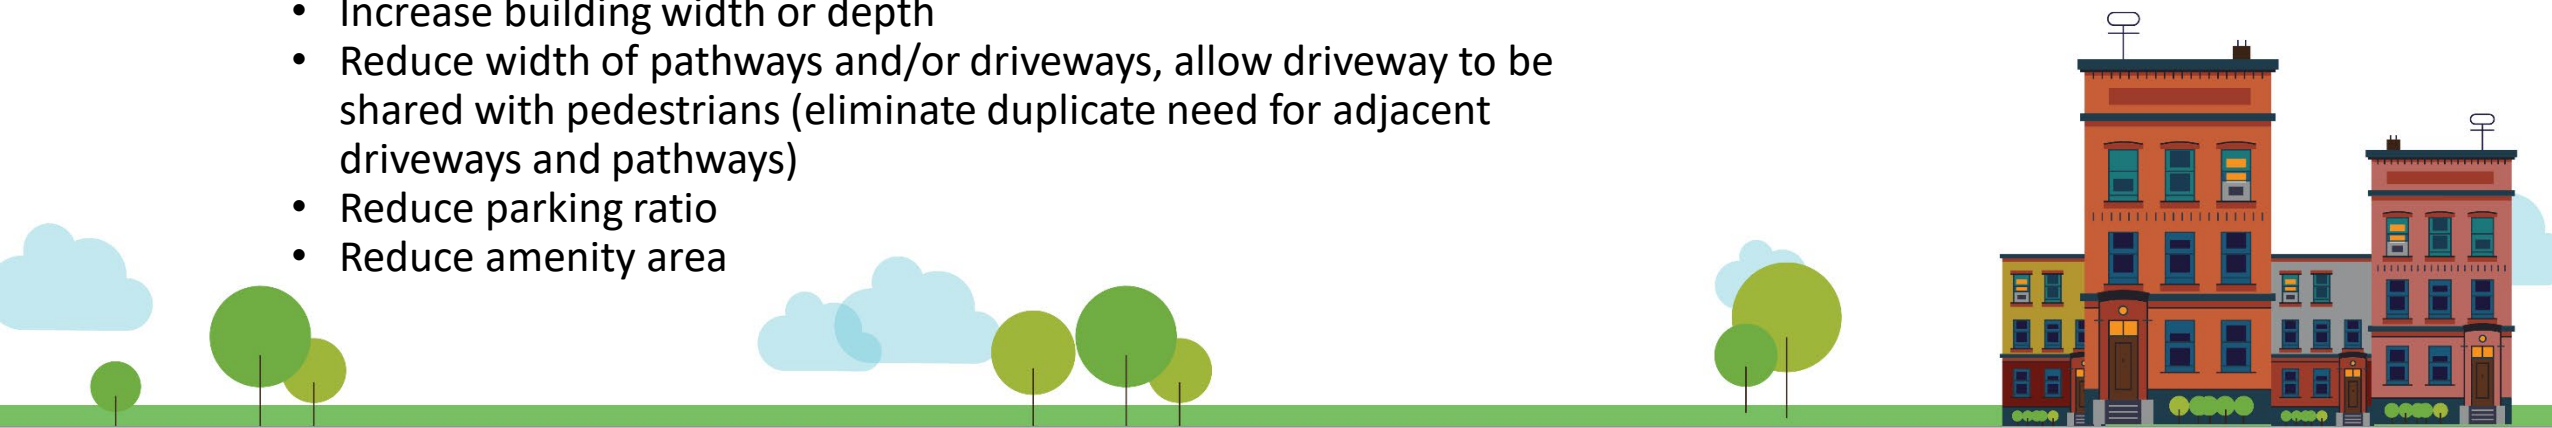 • Increase building width or depth
• Reduce width of pathways and/or driveways, allow driveway to be
shared with pedestrians (eliminate duplicate need for adjacent
driveways and pathways)
• Reduce parking ratio
• Reduce amenity area